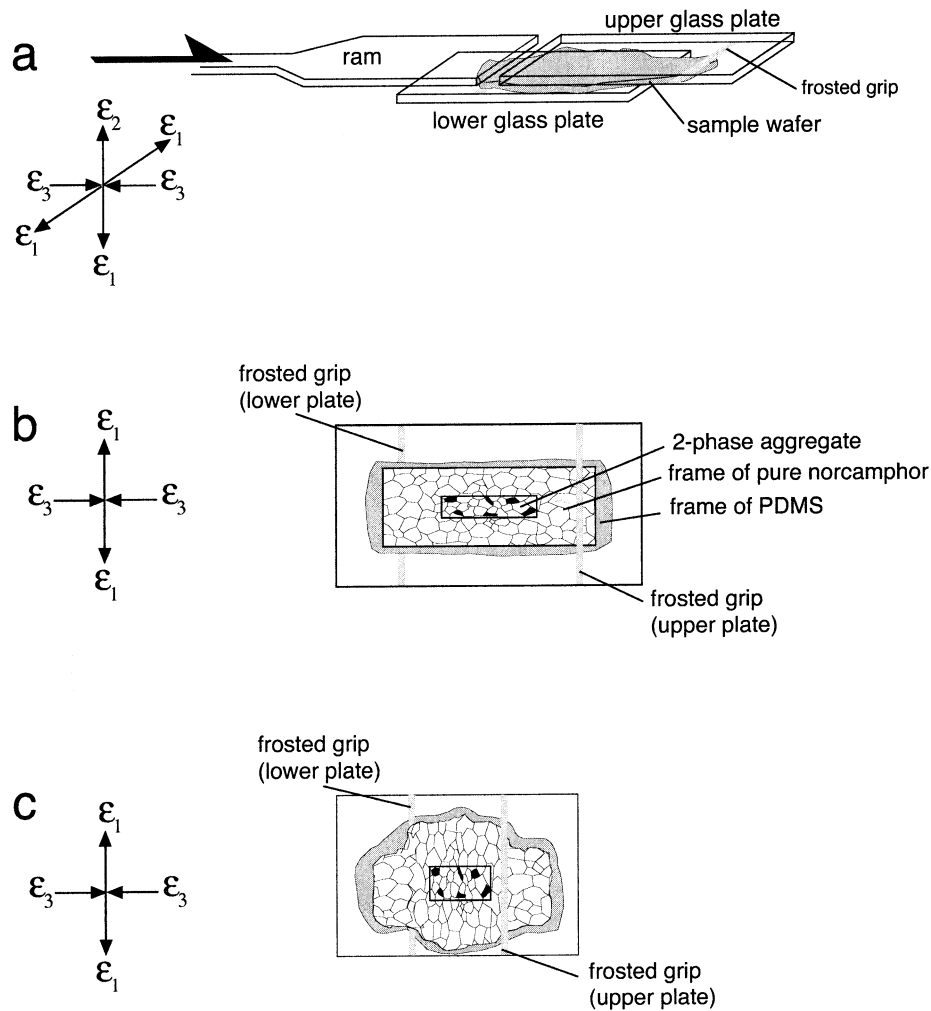 a
upper glass plate
ram
frosted grip
lower glass plate
sample wafer
ε2
ε1
ε3
ε3
ε1
ε1
b
frosted grip
(lower plate)
ε1
2-phase aggregate
frame of pure norcamphor
ε3
ε3
frame of PDMS
ε1
frosted grip
(upper plate)
frosted grip
(lower plate)
c
ε1
ε3
ε3
ε1
frosted grip
(upper plate)